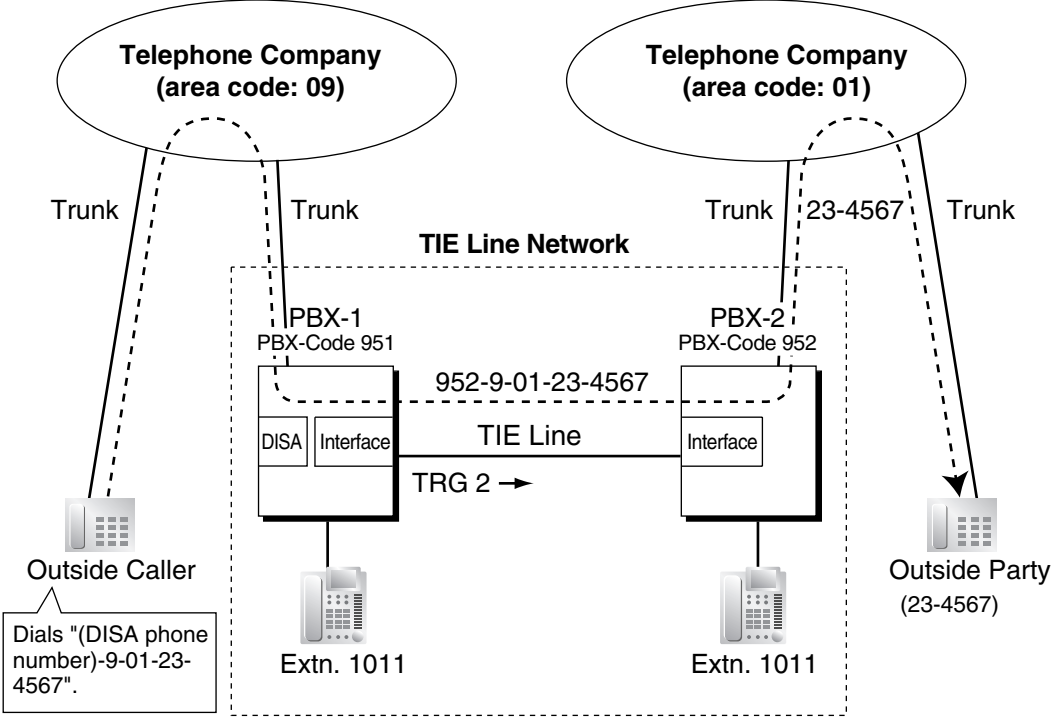 Telephone Company
(area code: 09)
Telephone Company
(area code: 01)
Trunk
Trunk
Trunk
23-4567
Trunk
TIE Line Network
PBX-1
PBX-Code 951
PBX-2
PBX-Code 952
952-9-01-23-4567
DISA
Interface
TIE Line
Interface
TRG 2
Outside Caller
Outside Party
(23-4567)
Dials "(DISA phone
number)-9-01-23-
4567".
Extn. 1011
Extn. 1011